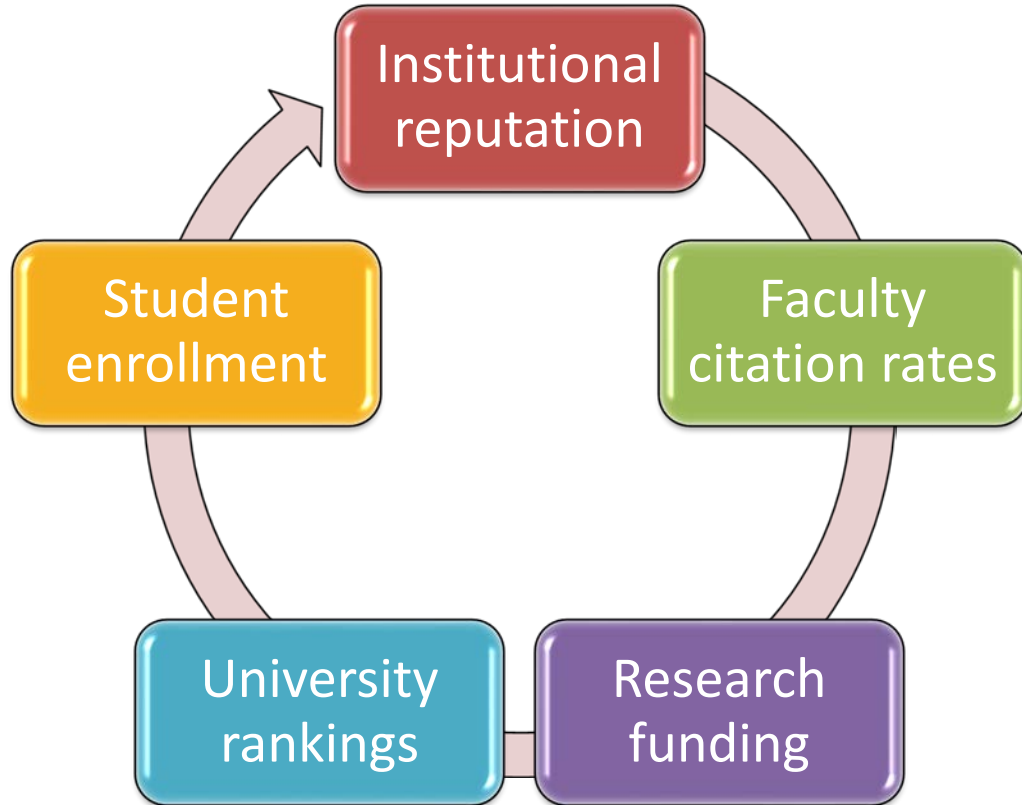 Institutional
reputation
Faculty
citation rates
Research
funding
University
rankings
Student
enrollment